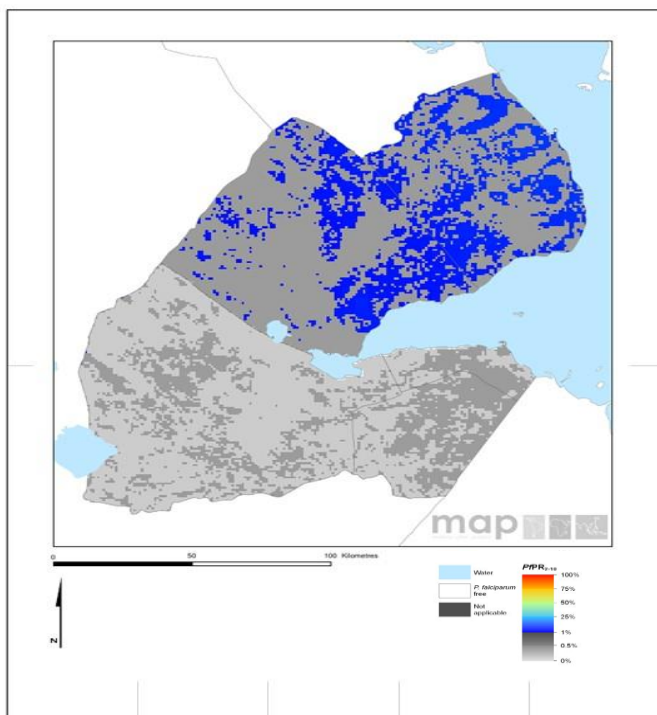 map
0 50 100 Kilometres
N
Water
P. falciparum
free
Not
applicable
PfPR₂₋₁₀
100%
75%
50%
25%
1%
0.5%
0%